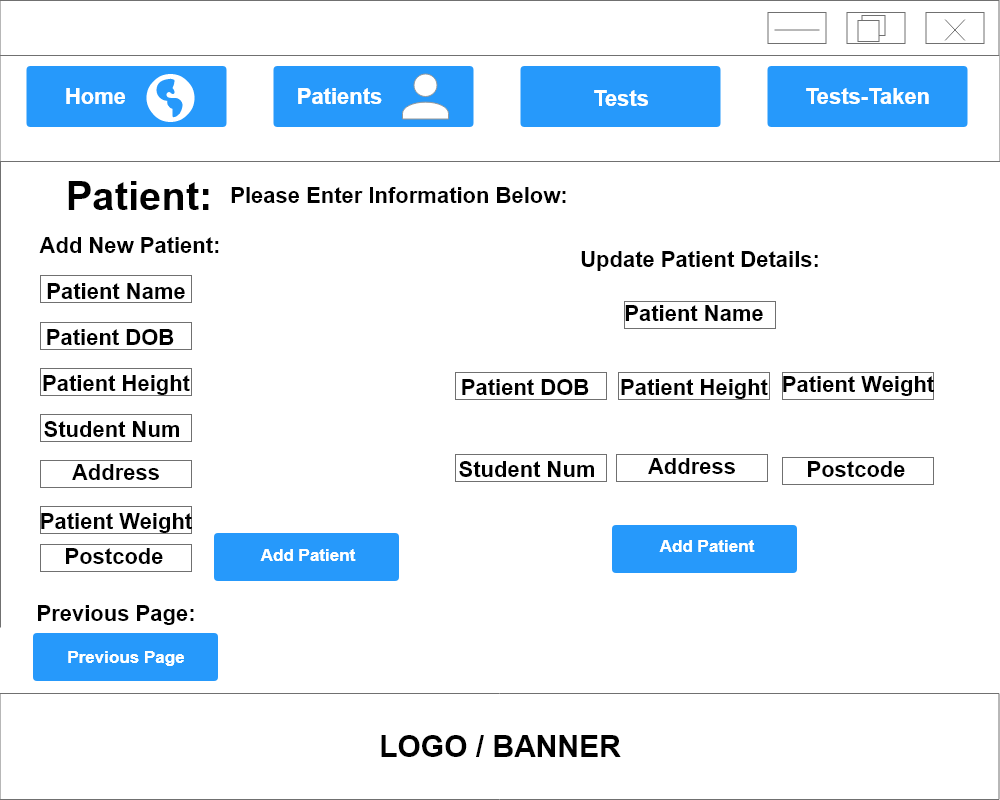 Home
Patients
Tests
Tests-Taken
Patient: Please Enter Information Below:
Add New Patient:
Patient Name
Patient DOB
Patient Height
Student Num
Address
Patient Weight
Postcode
Add Patient
Update Patient Details:
Patient Name
Patient DOB
Patient Height
Patient Weight
Student Num
Address
Postcode
Add Patient
Previous Page:
Previous Page
LOGO / BANNER